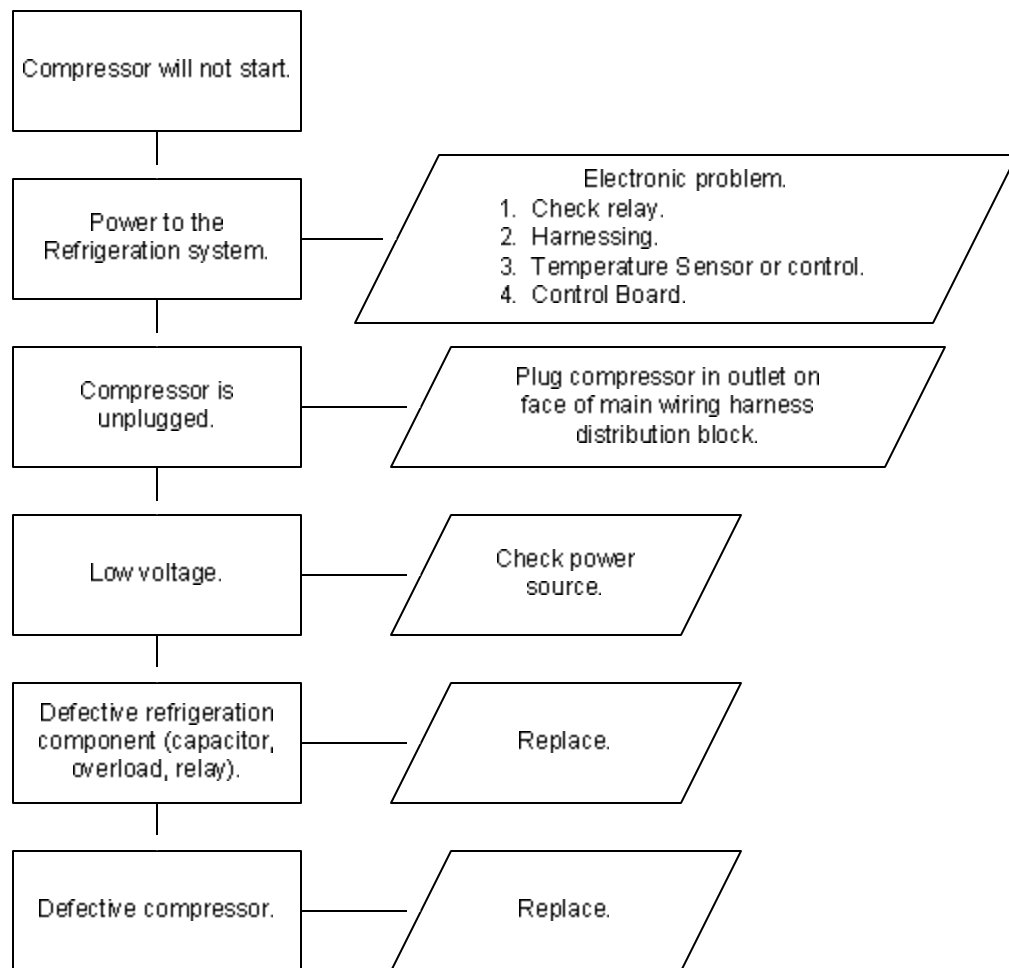 Compressor will not start.
Power to the
Refrigeration system.
Electronic problem.
1. Check relay.
2. Harnessing.
3. Temperature Sensor or control.
4. Control Board.
Compressor is
unplugged.
Plug compressor in outlet on
face of main wiring harness
distribution block.
Low voltage.
Check power
source.
Defective refrigeration
component (capacitor,
overload, relay).
Replace.
Defective compressor.
Replace.